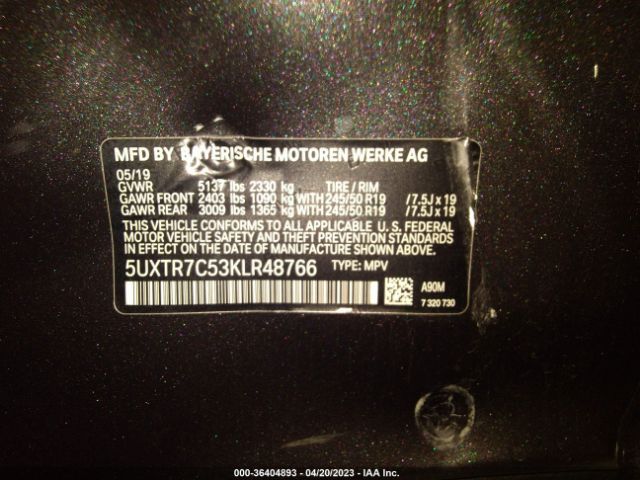 MFD BY BAYERISCHE MOTOREN WERKE AG
05/19
GVWR 5137 lbs 2330 kg TIRE / RIM
GAWR FRONT 2403 lbs 1090 kg WITH 245/50 R19 /7.5J x 19
GAWR REAR 3009 lbs 1365 kg WITH 245/50 R19 /7.5J x 19
THIS VEHICLE CONFORMS TO ALL APPLICABLE U. S. FEDERAL
MOTOR VEHICLE SAFETY, BUMPER, AND THEFT PREVENTION STANDARDS
IN EFFECT ON THE DATE OF MANUFACTURE SHOWN ABOVE.
5UXTR7C53KLR48766 TYPE: MPV
A90M
7 320 730
000-36404893 - 04/20/2023 - IAA Inc.